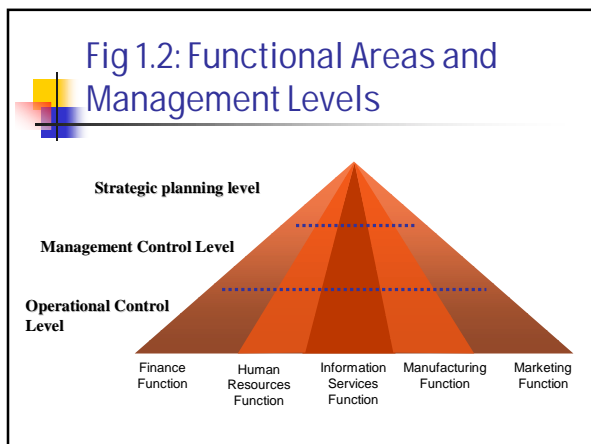 Fig 1.2: Functional Areas and
Management Levels
Strategic planning level
Management Control Level
Operational Control
Level
Finance
Function
Human
Resources
Function
Information
Services
Function
Manufacturing
Function
Marketing
Function